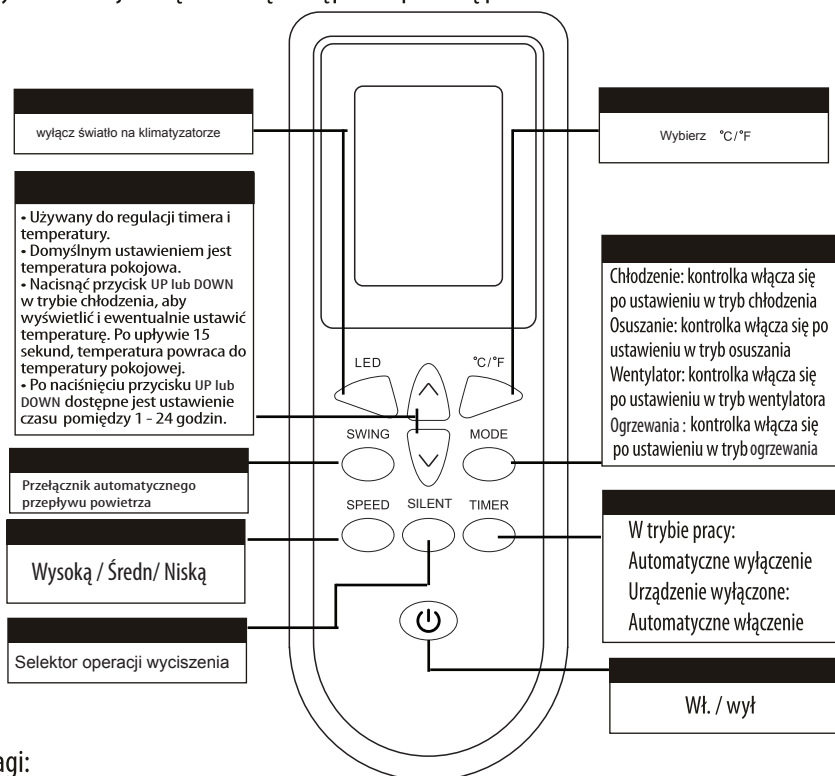 wyłącz światło na klimatyzatorze
Wybierz °C/°F
• Używany do regulacji timera i
temperatury.
• Domyślnym ustawieniem jest
temperatura pokojowa.
• Nacisnąć przycisk UP lub DOWN
w trybie chłodzenia, aby
wyświetlić i ewentualnie ustawić
temperaturę. Po upływie 15
sekund, temperatura powraca do
temperatury pokojowej.
• Po naciśnięciu przycisku UP lub
DOWN dostępne jest ustawienie
czasu pomiędzy 1 - 24 godzin.
Chłodzenie: kontrolka włącza się
po ustawieniu w tryb chłodzenia
Osuszanie: kontrolka włącza się po
ustawieniu w tryb osuszania
Wentylator: kontrolka włącza się
po ustawieniu w tryb wentylatora
Ogrzewania : kontrolka włącza się
po ustawieniu w tryb ogrzewania
LED
°C/°F
SWING
MODE
Przełącznik automatycznego
przepływu powietrza
SPEED
SILENT
TIMER
Wysoką / Średn/ Niską
W trybie pracy:
Automatyczne wyłączenie
Urządzenie wyłączone:
Automatyczne włączenie
Selektor operacji wyciszenia
Wł. / wył
agi: